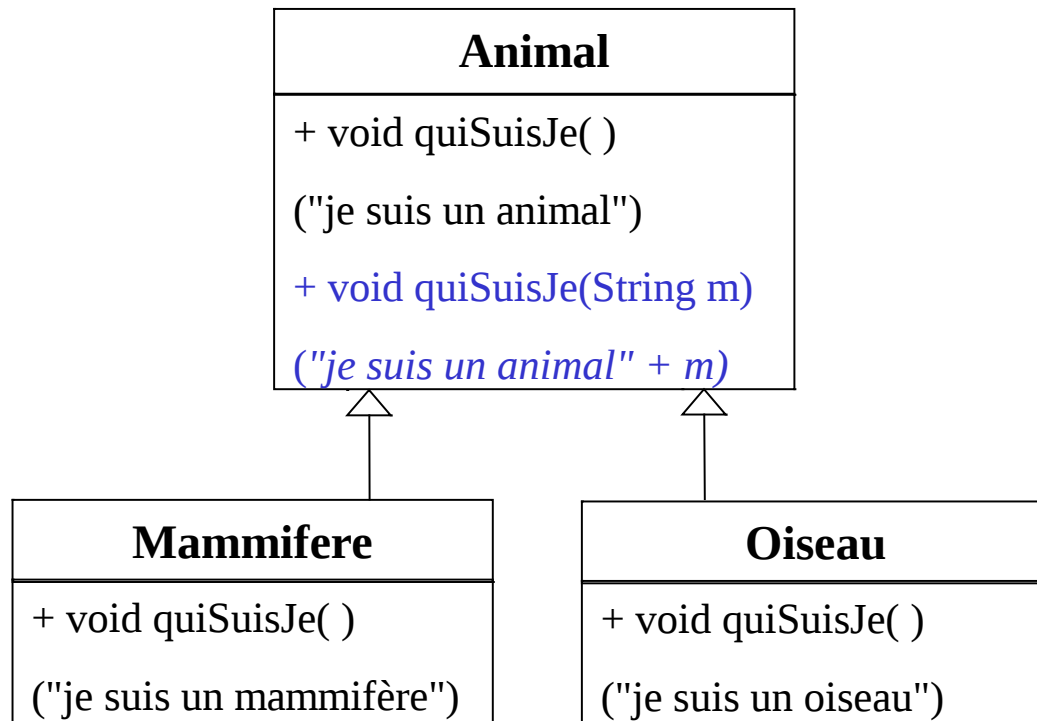 Animal
+ void quiSuisJe( )
("je suis un animal")
+ void quiSuisJe(String m)
("je suis un animal" + m)
Mammifere
+ void quiSuisJe( )
("je suis un mammifère")
Oiseau
+ void quiSuisJe( )
("je suis un oiseau")